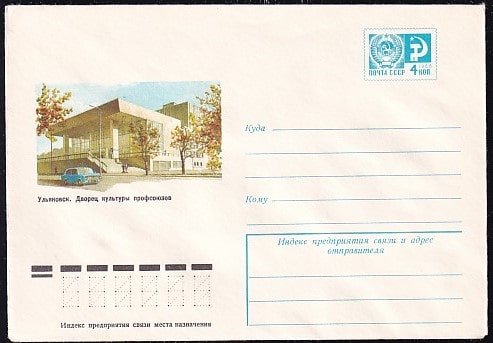 1966
ПОЧТА СССР 4 КОП
Куда
Ульяновск. Дворец культуры профсоюзов
Кому
Индекс предприятия связи и адрес
отправителя
Индекс предприятия связи места назначения